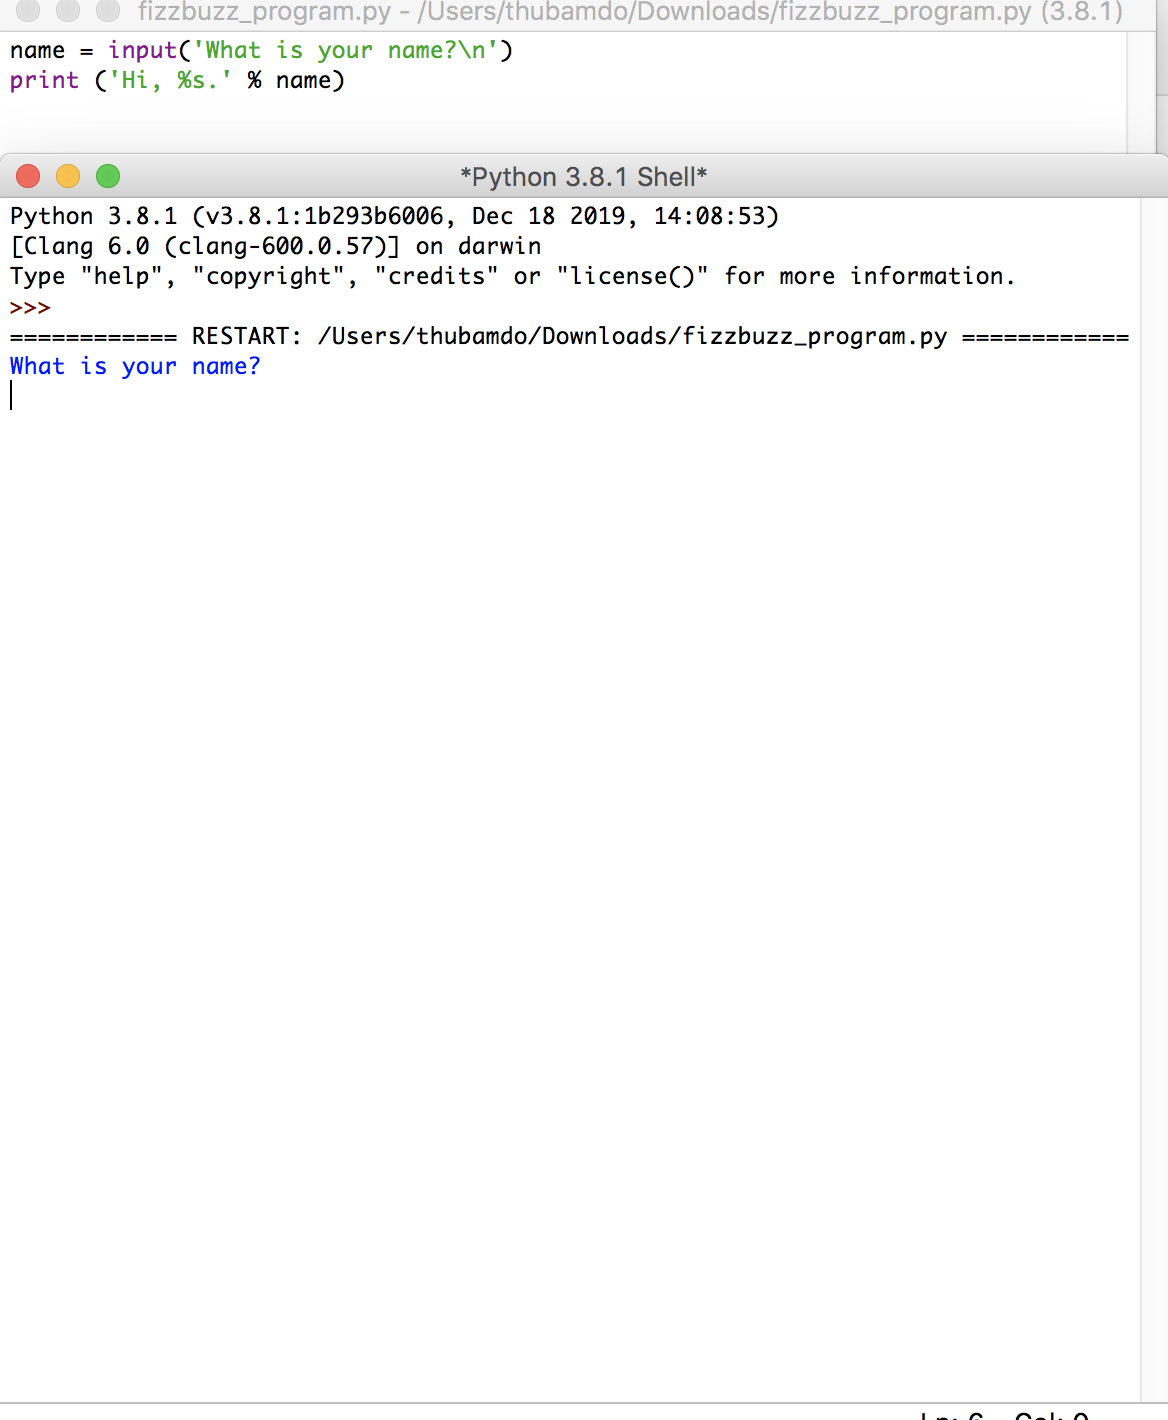 fizzbuzz_program.py - /Users/thubamdo/Downloads/fizzbuzz_program.py (3.8.1)
name = input('What is your name?\n')
print ('Hi, %s.' % name)
*Python 3.8.1 Shell*
Python 3.8.1 (v3.8.1:1b293b6006, Dec 18 2019, 14:08:53)
[Clang 6.0 (clang-600.0.57)] on darwin
Type "help", "copyright", "credits" or "license()" for more information.
>>>
============ RESTART: /Users/thubamdo/Downloads/fizzbuzz_program.py ============
What is your name?
Ln: 6 Col: 0